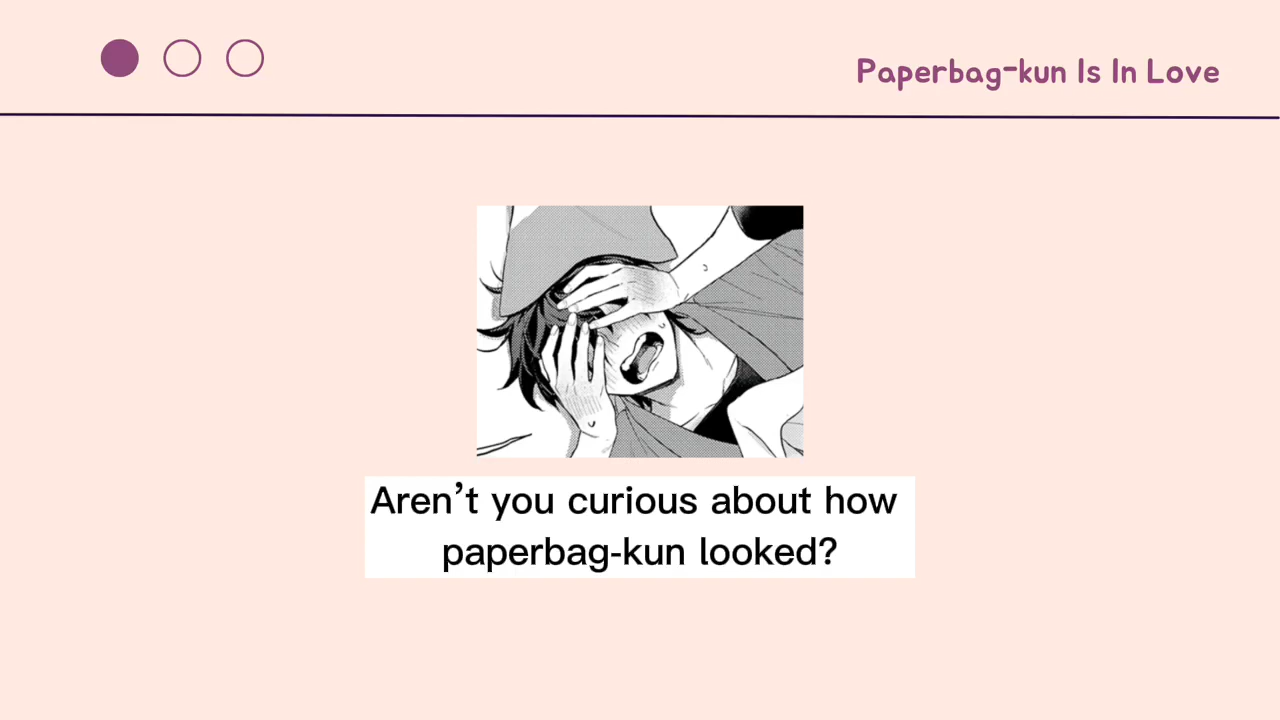 Paperbag-kun Is In Love
Aren’t you curious about how
paperbag-kun looked?